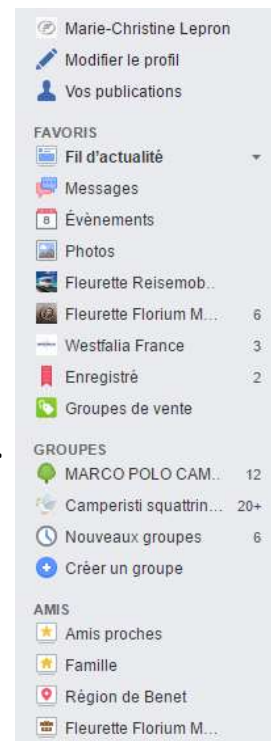 Marie-Christine Lepron
Modifier le profil
Vos publications
FAVORIS
Fil d'actualité
Messages
8 Évènements
Photos
Fleurette Reisemob..
Fleurette Florium M... 6
Westfalia France 3
Enregistré 2
Groupes de vente
GROUPES
MARCO POLO CAM.. 12
Camperisti squattrin... 20+
Nouveaux groupes 6
Créer un groupe
AMIS
Amis proches
Famille
Région de Benet
Fleurette Florium M...